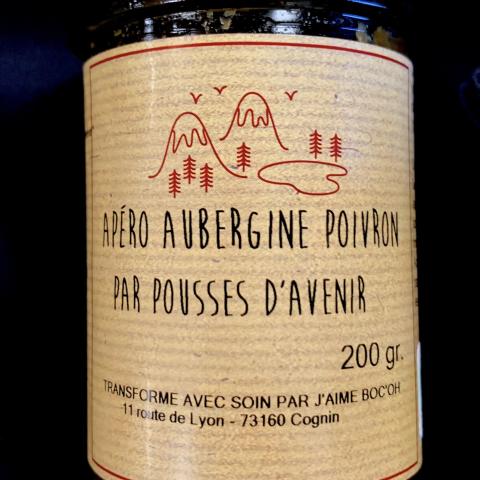 APÉRO AUBERGINE POIVRON
PAR POUSSES D'AVENIR
200 gr.
TRANSFORME AVEC SOIN PAR J'AIME BOC'OH
11 route de Lyon - 73160 Cognin